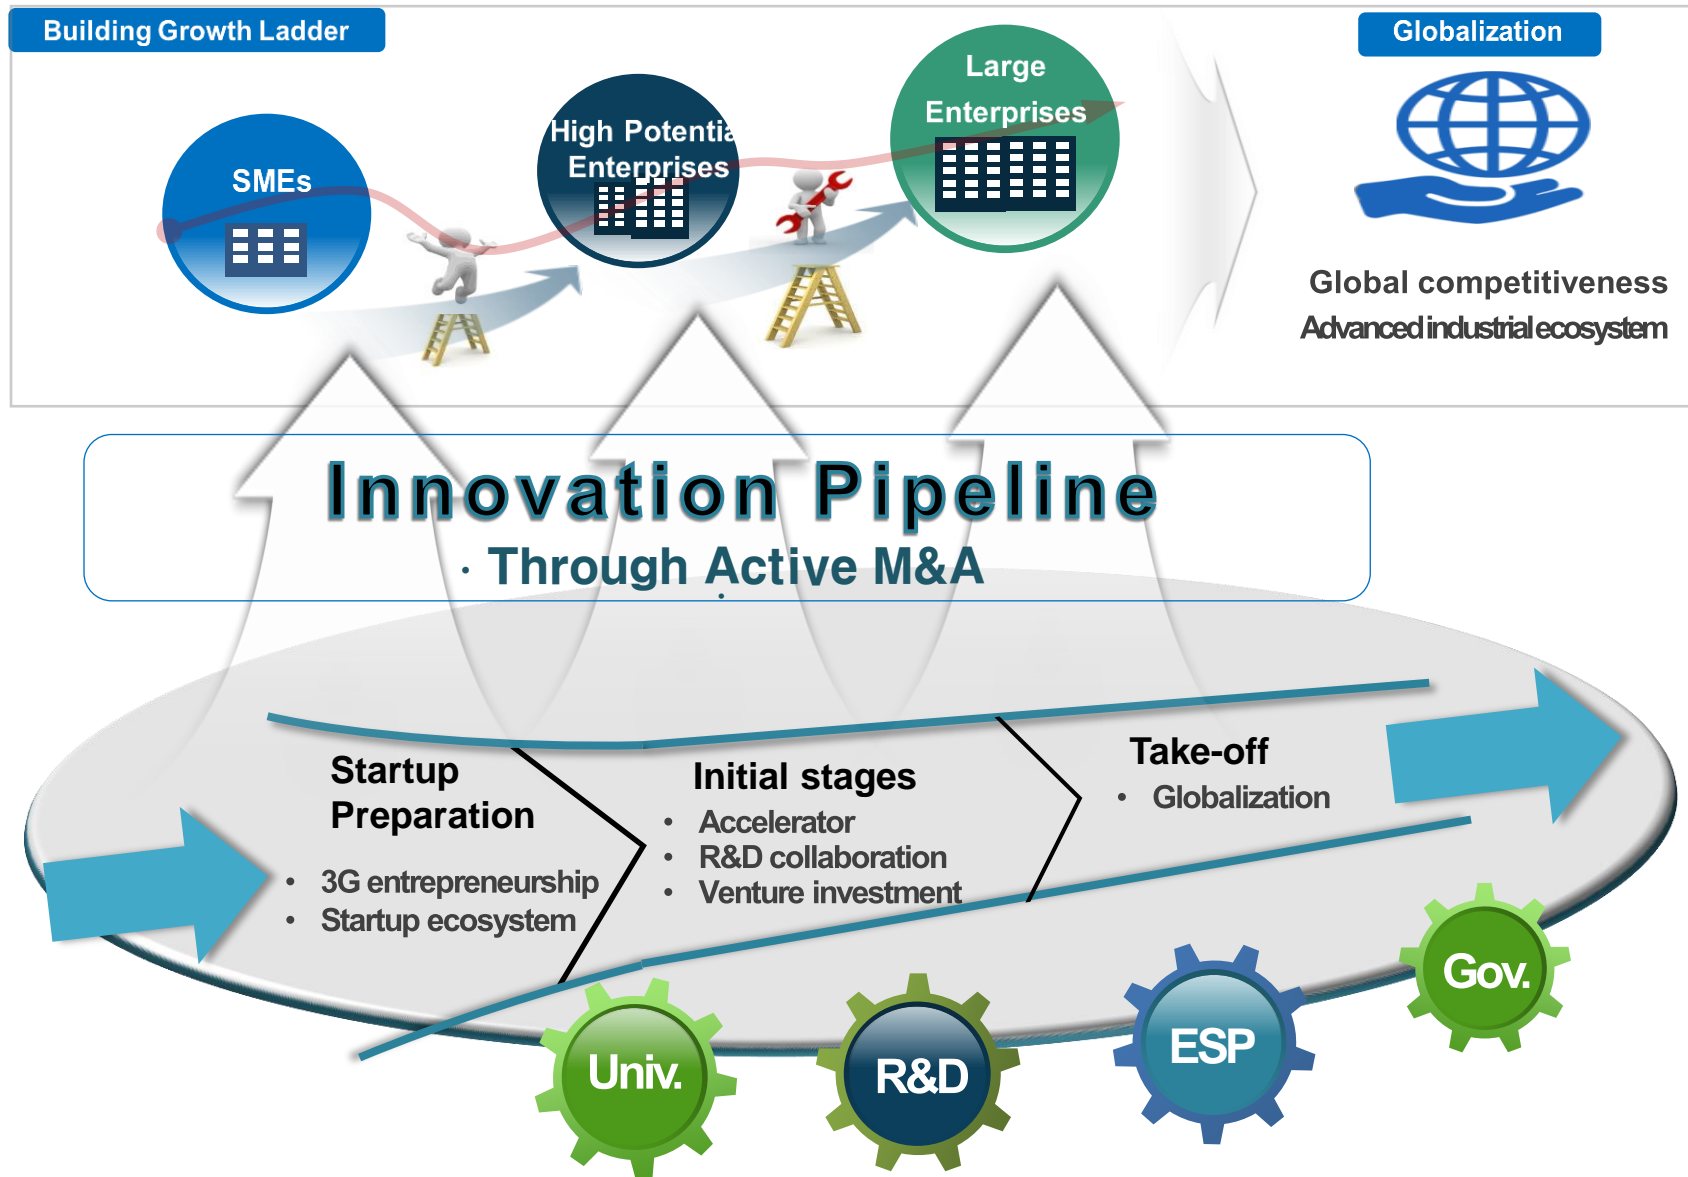 Building Growth Ladder
Globalization
Large
Enterprises
High Potentia
Enterprises
SMEs
Global competitiveness
Advanced industrial ecosystem
Innovation Pipeline
· Through Active M&A
·
Startup
Preparation
• 3G entrepreneurship
• Startup ecosystem
Initial stages
• Accelerator
• R&D collaboration
• Venture investment
Take-off
• Globalization
Univ.
R&D
ESP
Gov.